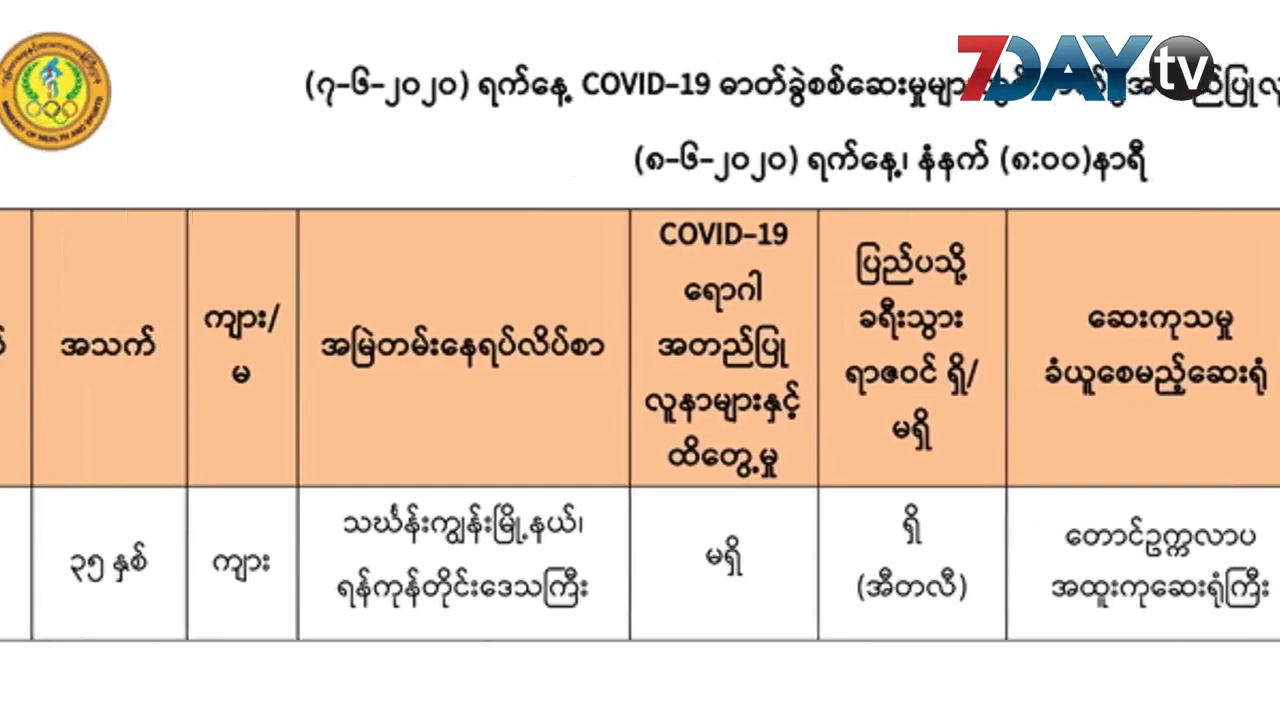 7DAY tv
(၇-၆-၂၀၂၀) ရက်နေ့ COVID-19 ဓာတ်ခွဲစစ်ဆေးမှုများ
(၈-၆-၂၀၂၀) ရက်နေ့၊ နံနက် (၈:၀၀)နာရီ
MINISTRY OF HEALTH AND SPORTS
အသက်
ကျား/
မ
အမြဲတမ်းနေရပ်လိပ်စာ
COVID-19
ရောဂါ
အတည်ပြု
လူနာများနှင့်
ထိတွေ့မှု
ပြည်ပသို့
ခရီးသွား
ရာဇဝင် ရှိ/
မရှိ
ဆေးကုသမှု
ခံယူစေမည့်ဆေးရုံ
၃၅ နှစ်
ကျား
သင်္ဃန်းကျွန်းမြို့နယ်၊
ရန်ကုန်တိုင်းဒေသကြီး
မရှိ
ရှိ
(အီတလီ)
တောင်ဥက္ကလာပ
အထူးကုဆေးရုံကြီး